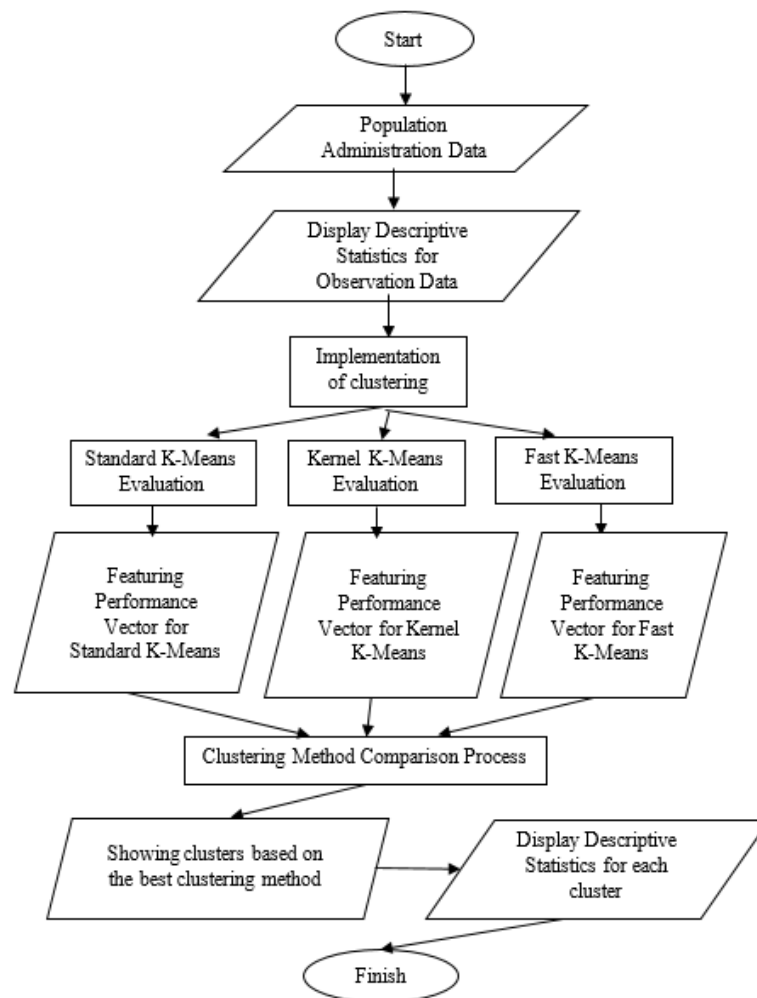 Start
Population
Administration Data
Display Descriptive
Statistics for
Observation Data
Implementation
of clustering
Standard K-Means
Evaluation
Kernel K-Means
Evaluation
Fast K-Means
Evaluation
Featuring
Performance
Vector for
Standard K-Means
Featuring
Performance
Vector for Kernel
K-Means
Featuring
Performance
Vector for Fast
K-Means
Clustering Method Comparison Process
Showing clusters based on
the best clustering method
Display Descriptive
Statistics for each
cluster
Finish